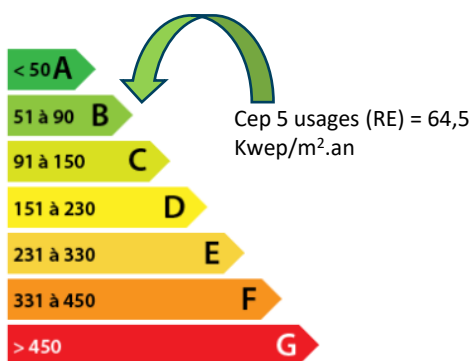 < 50 A
51 à 90 B
Cep 5 usages (RE) = 64,5
Kwep/m².an
91 à 150 C
151 à 230 D
231 à 330 E
331 à 450 F
> 450 G